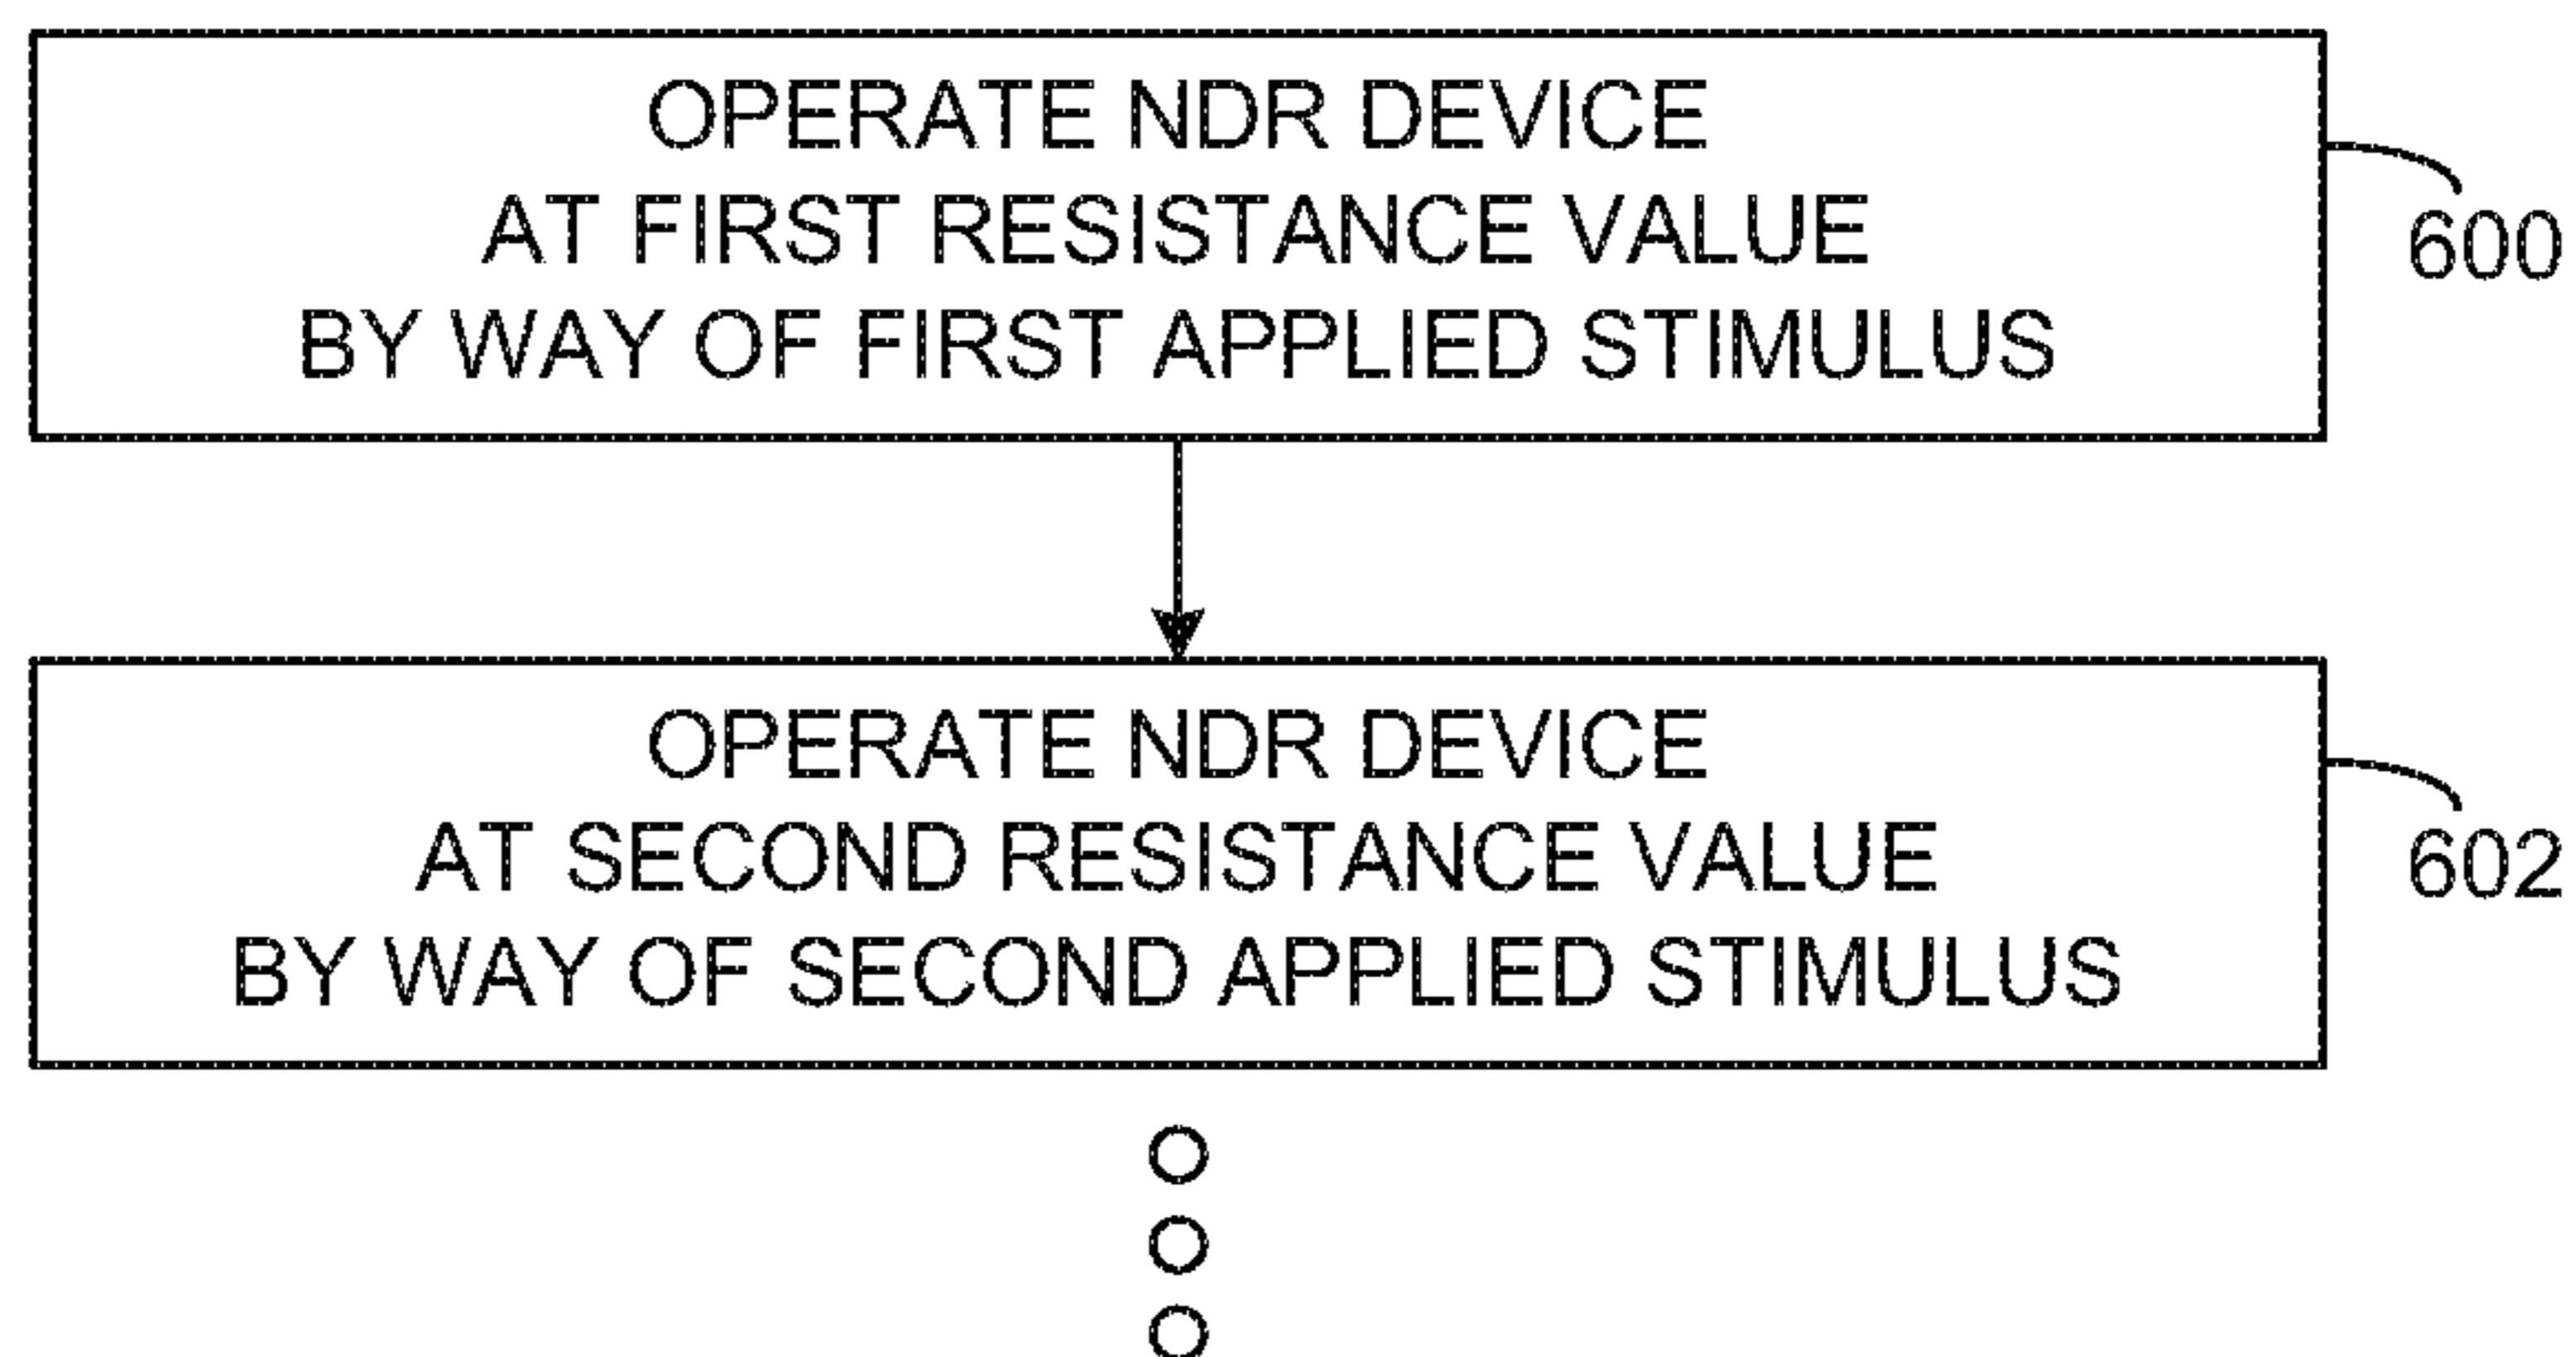 OPERATE NDR DEVICE
AT FIRST RESISTANCE VALUE
BY WAY OF FIRST APPLIED STIMULUS
600
OPERATE NDR DEVICE
AT SECOND RESISTANCE VALUE
BY WAY OF SECOND APPLIED STIMULUS
602